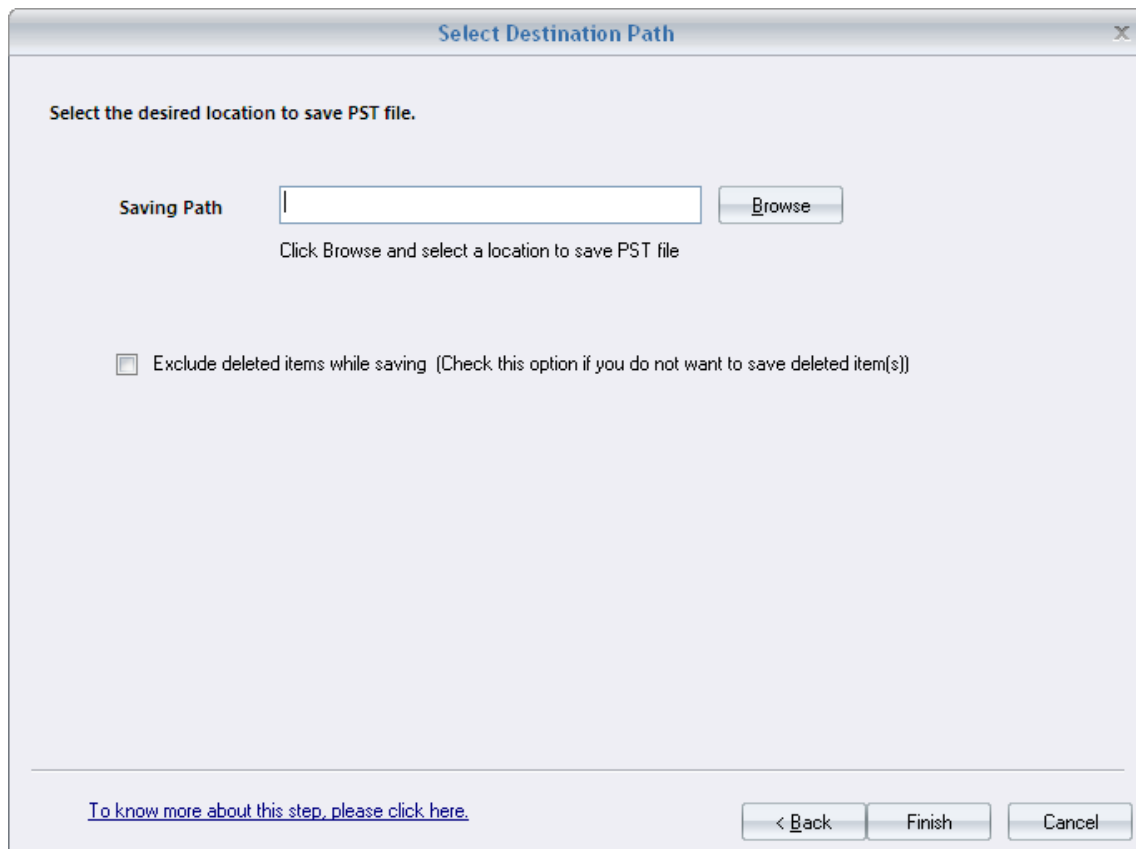 Select Destination Path
x
Select the desired location to save PST file.
Saving Path
Browse
Click Browse and select a location to save PST file
Exclude deleted items while saving (Check this option if you do not want to save deleted item(s))
To know more about this step, please click here.
< Back
Finish
Cancel